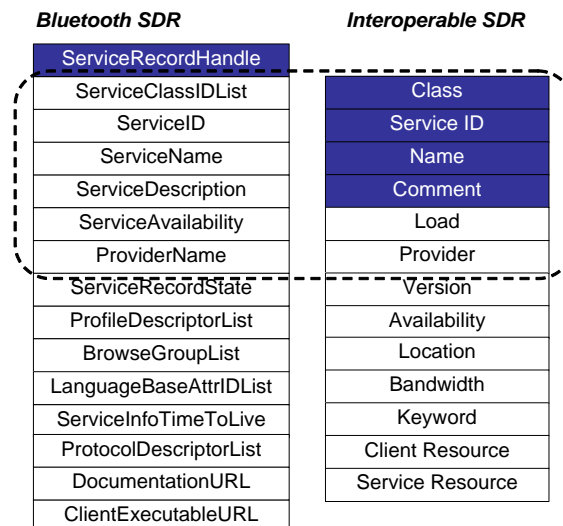 Bluetooth SDR
ServiceRecordHandle
ServiceClassIDList
ServiceID
ServiceName
ServiceDescription
ServiceAvailability
ProviderName
ServiceRecordState
ProfileDescriptorList
BrowseGroupList
LanguageBaseAttrIDList
ServiceInfoTimeToLive
ProtocolDescriptorList
DocumentationURL
ClientExecutableURL
Interoperable SDR
Class
Service ID
Name
Comment
Load
Provider
Version
Availability
Location
Bandwidth
Keyword
Client Resource
Service Resource